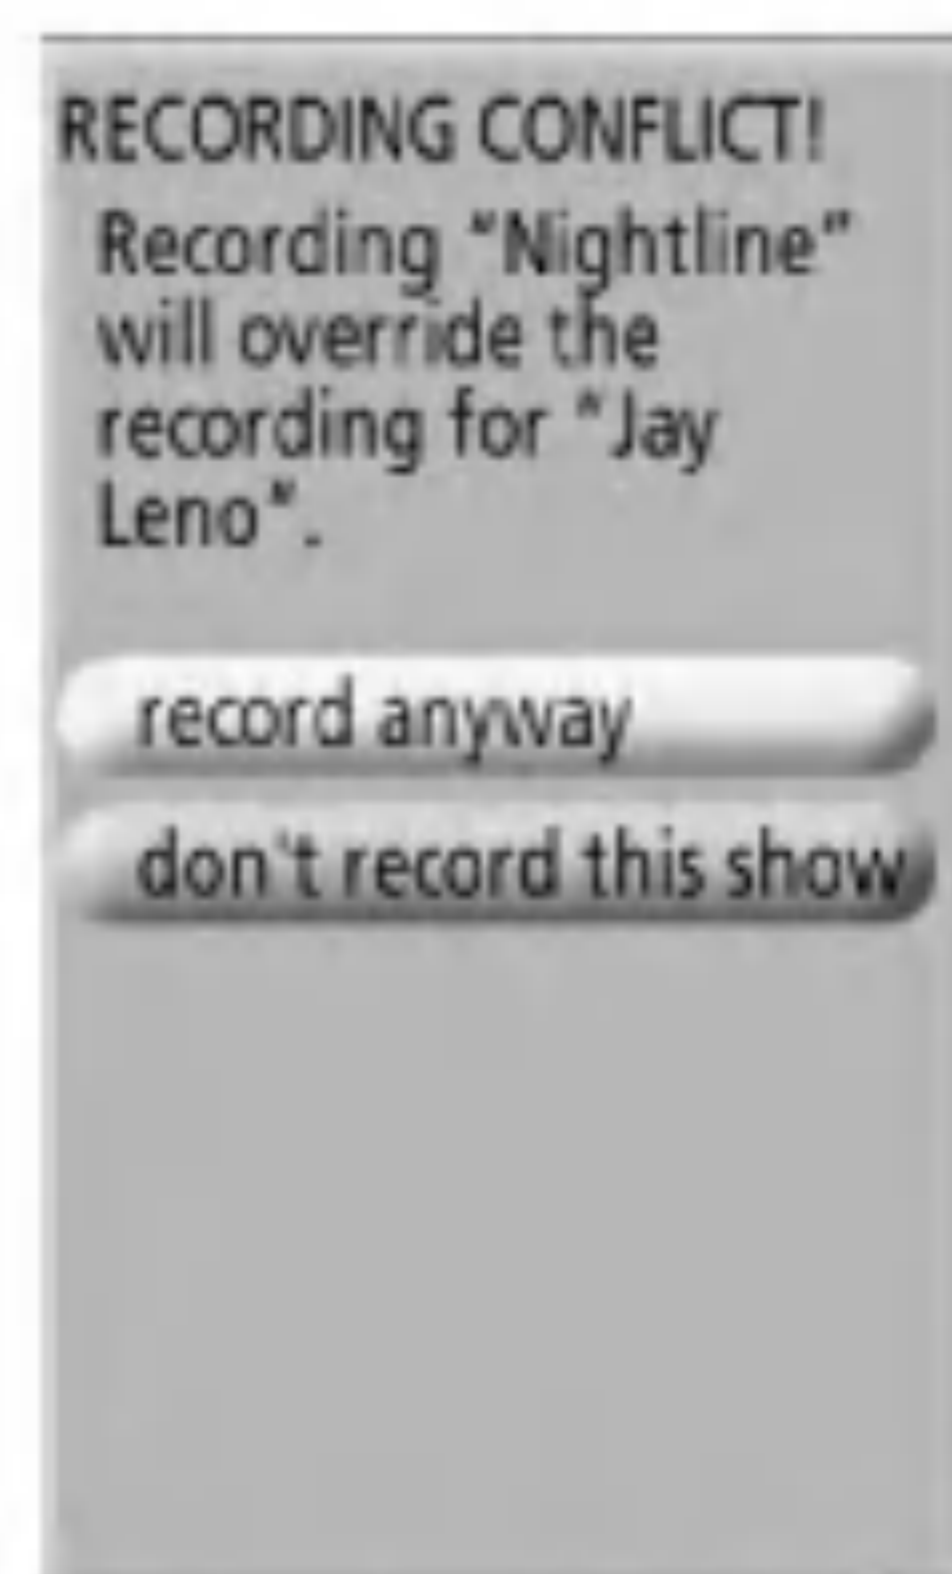 RECORDING CONFLICT!
Recording “Nightline”
will override the
recording for “Jay
Leno”.
record anyway
don't record this show